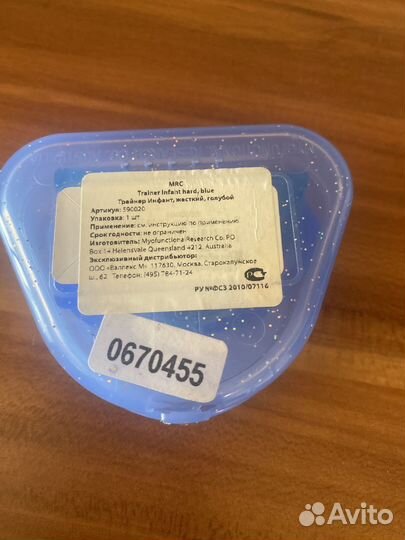 MRC
Trainer Infant hard, blue
Трейнер Инфант, жесткий, голубой
Артикул: 590020
Упаковка: 1 шт
Применение: см. инструкцию по применению
Срок годности: не ограничен
Изготовитель: Myofunctional Research Co. PO
Box 14 Helensvale Queensland 4212, Australia
Эксклюзивный дистрибьютор:
ООО «Валлекс М» 117630, Москва, Старокалужское
ш., 62 Телефон: (495) 784-71-24
РУ №ФСЗ 2010/07116
0670455
Avito